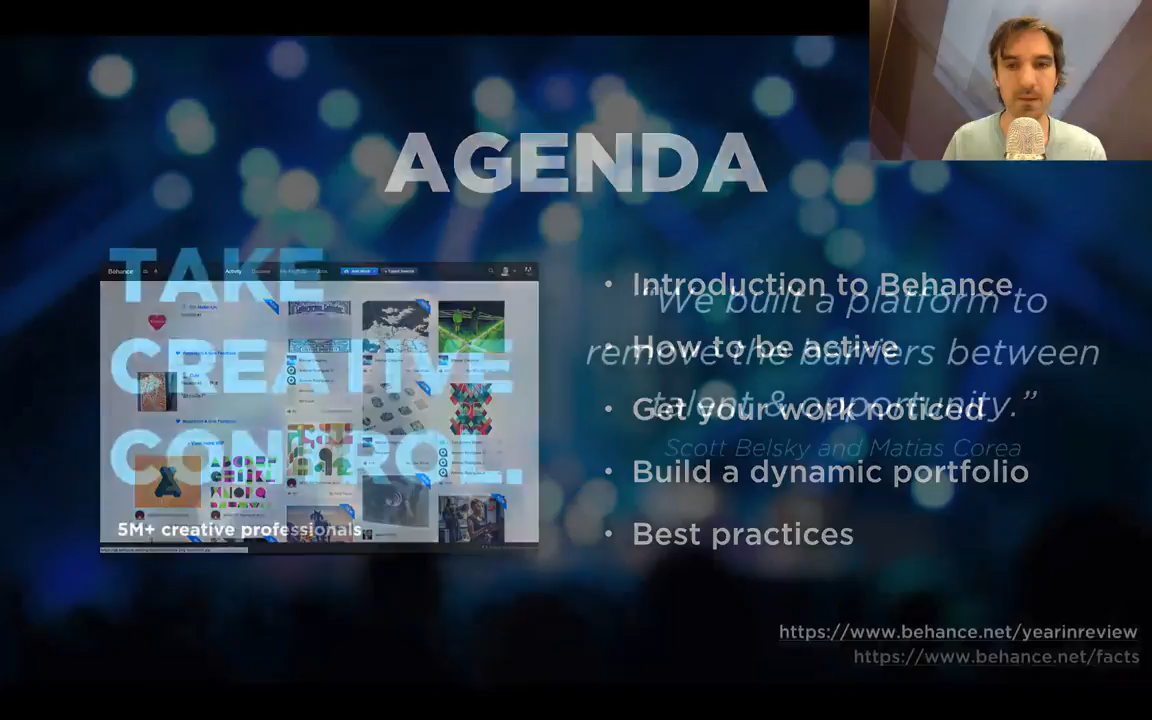 AGENDA
TAKE
CREATIVE
CONTROL.
5M+ creative professionals
Behance
Activity
• Introduction to Behance
• How to be active
• Get your work noticed
• Build a dynamic portfolio
• Best practices
“We built a platform to
remove the barriers between
talent & opportunity.”
Scott Belsky and Matias Corea
https://www.behance.net/yearinreview
https://www.behance.net/facts